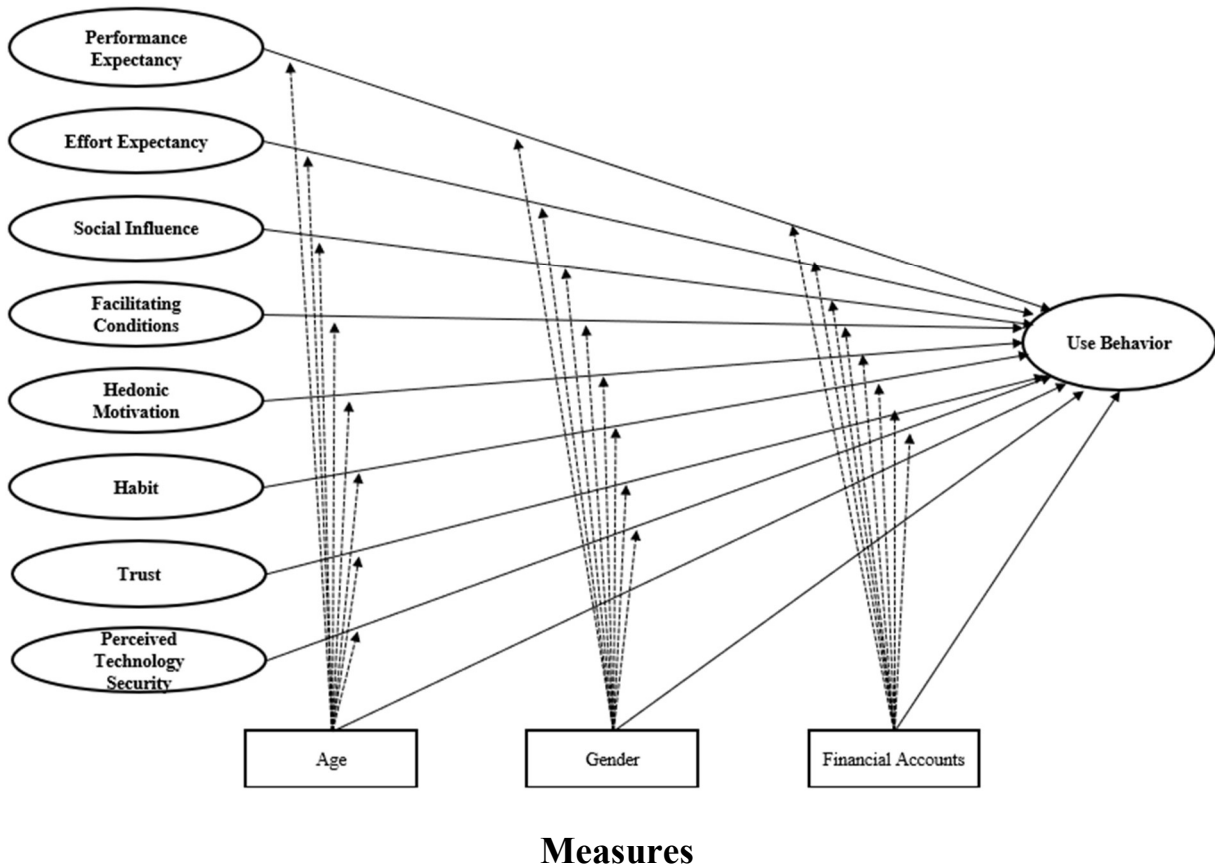 Performance
Expectancy
Effort Expectancy
Social Influence
Facilitating
Conditions
Use Behavior
Hedonic
Motivation
Habit
Trust
Perceived
Technology
Security
Age
Gender
Financial Accounts
Measures